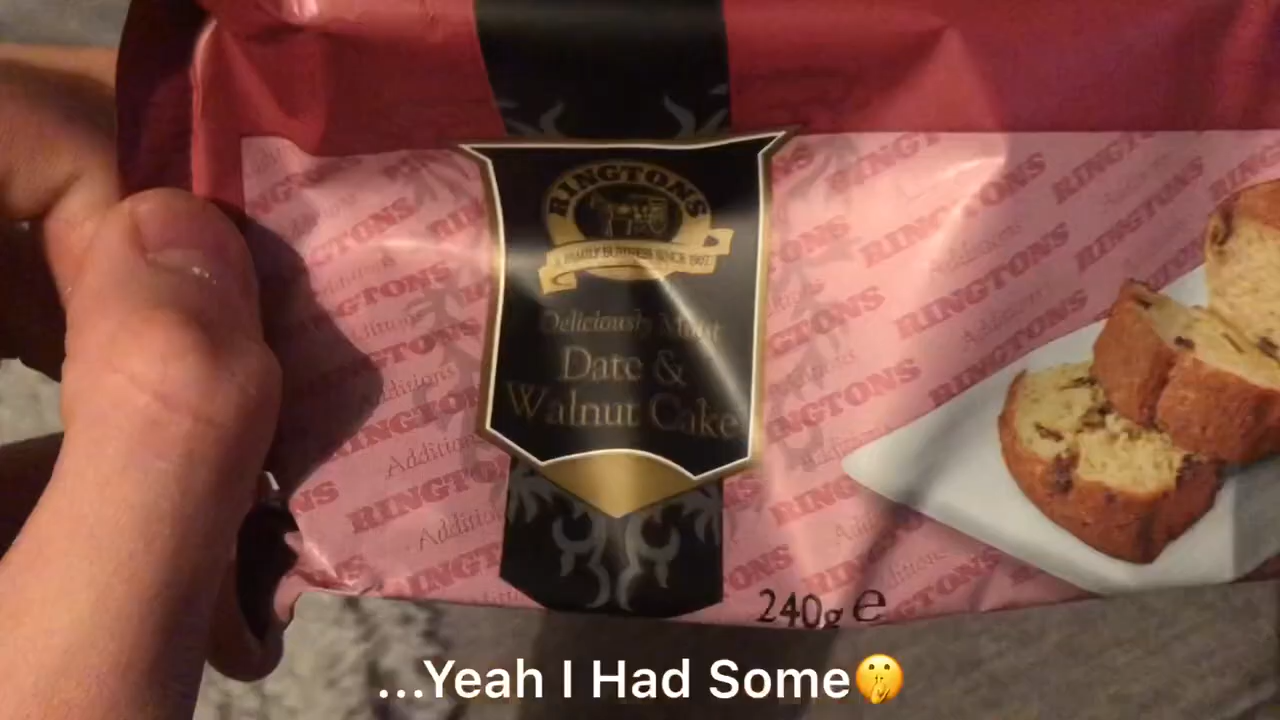 RINGTONS
A FAMILY BUSINESS SINCE 1907
Deliciously Moist
Date &
Walnut Cake
RINGTONS
Additions
240g e
...Yeah I Had Some🤫